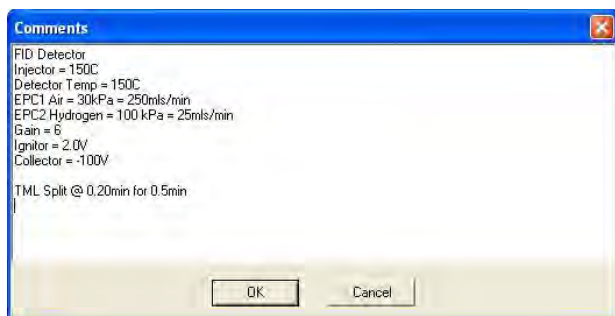 Comments
FID Detector
Injector = 150C
Detector Temp = 150C
EPC1 Air = 30kPa = 250mls/min
EPC2 Hydrogen = 100 kPa = 25mls/min
Gain = 6
Ignitor = 2.0V
Collector = -100V
TML Split @ 0.20min for 0.5min
OK Cancel